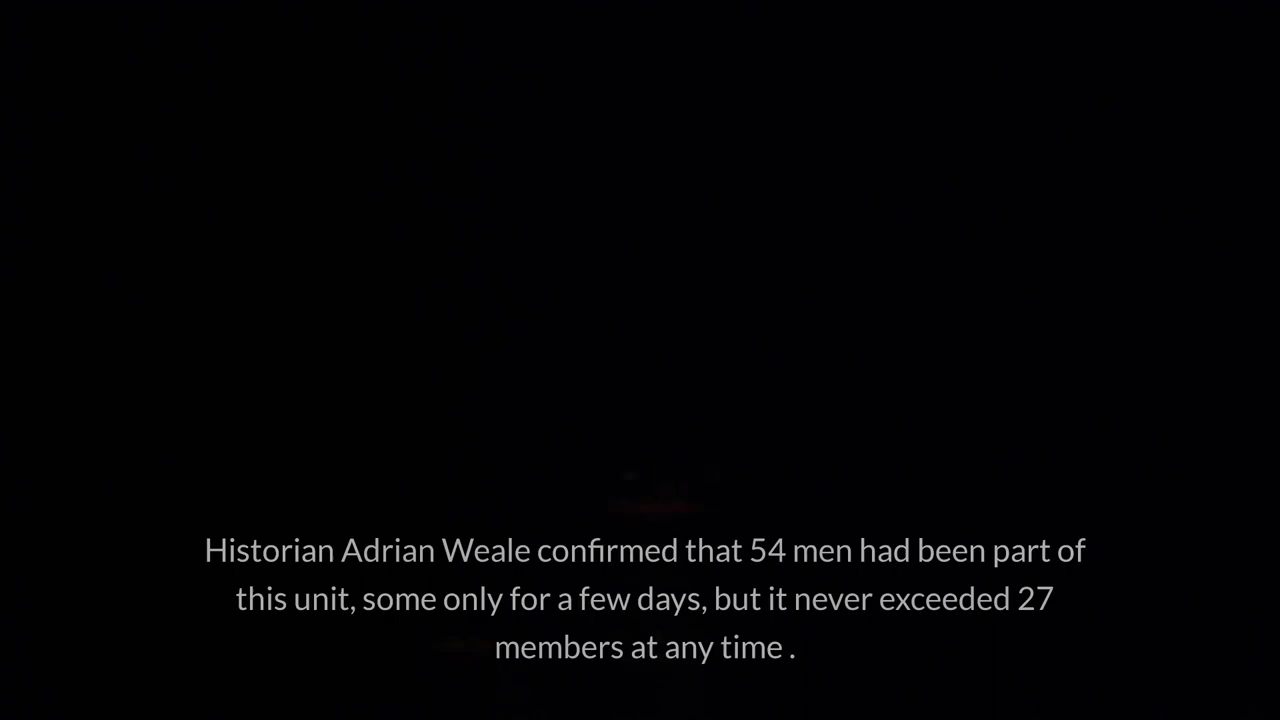 Historian Adrian Weale confirmed that 54 men had been part of
this unit, some only for a few days, but it never exceeded 27
members at any time .